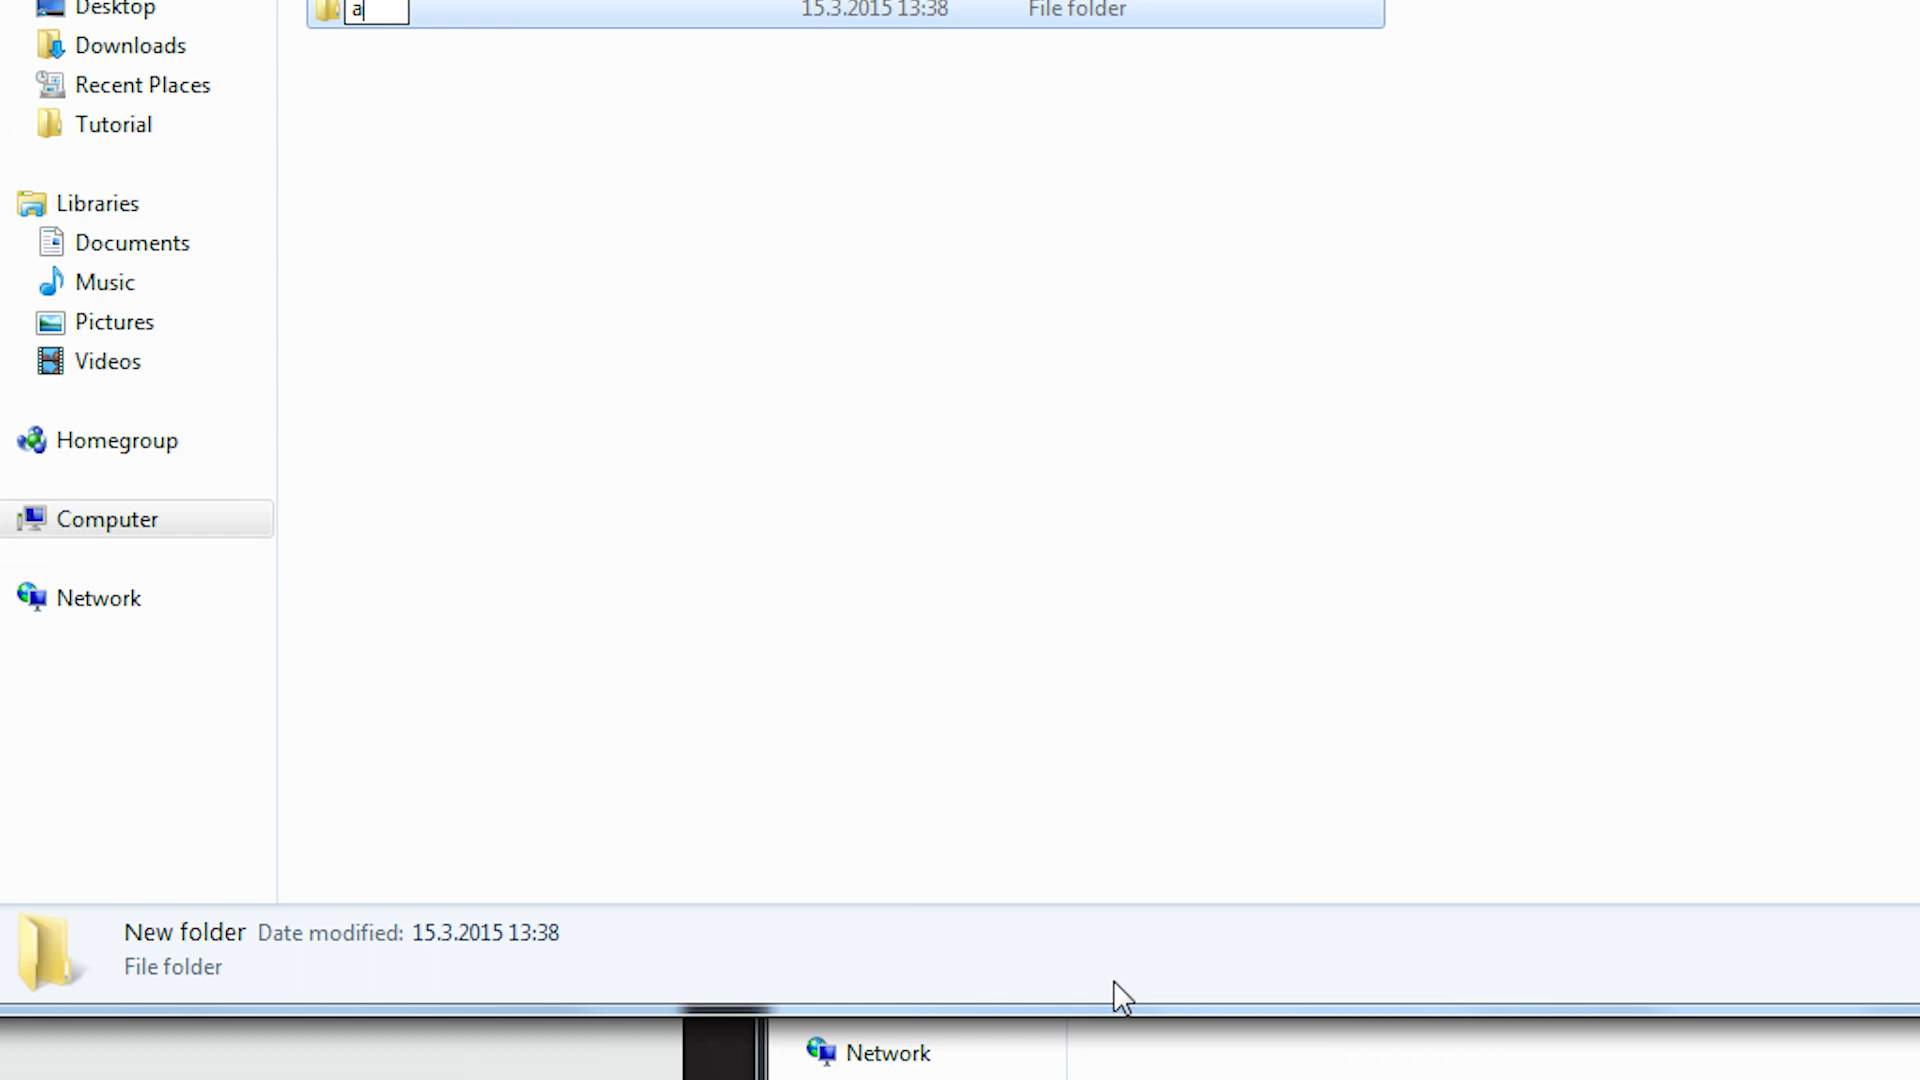 Desktop
a 15.3.2015 13:38 File folder
Downloads
Recent Places
Tutorial
Libraries
Documents
Music
Pictures
Videos
Homegroup
Computer
Network
New folder Date modified: 15.3.2015 13:38
File folder
Network